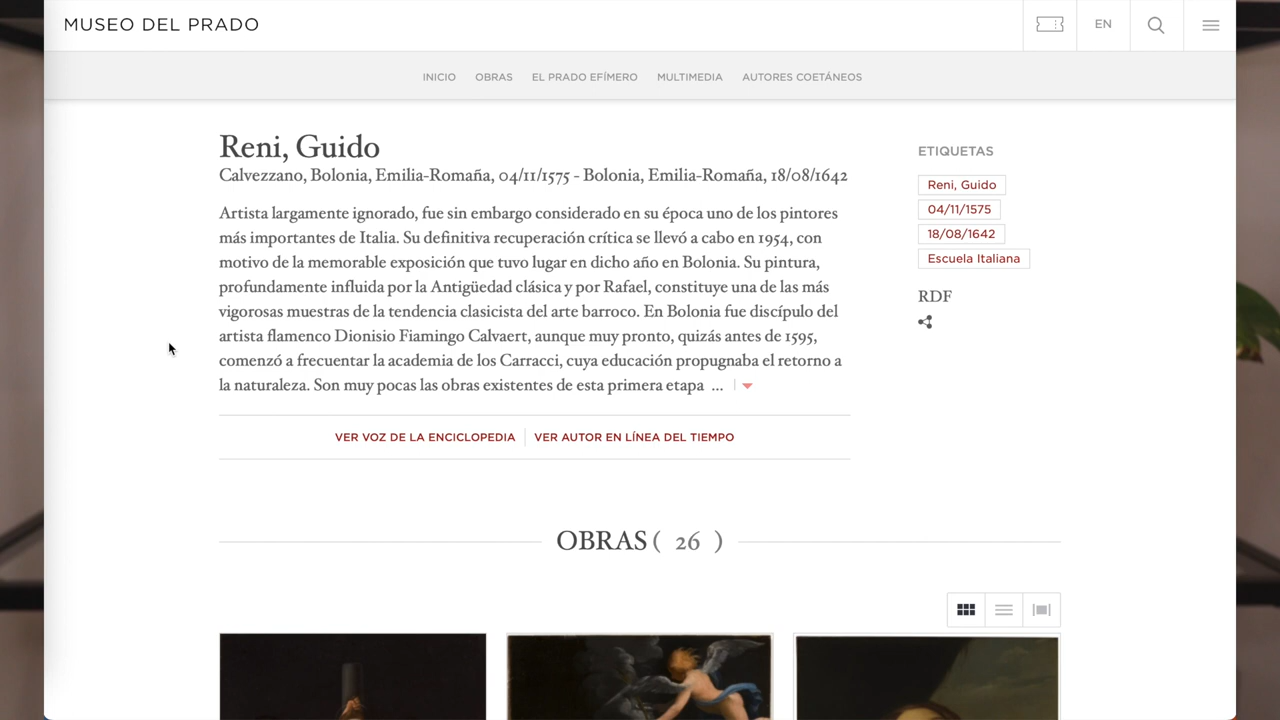 MUSEO DEL PRADO
EN
INICIO OBRAS EL PRADO EFÍMERO MULTIMEDIA AUTORES COETÁNEOS
Reni, Guido
Calvezzano, Bolonia, Emilia-Romaña, 04/11/1575 - Bolonia, Emilia-Romaña, 18/08/1642
Artista largamente ignorado, fue sin embargo considerado en su época uno de los pintores
más importantes de Italia. Su definitiva recuperación crítica se llevó a cabo en 1954, con
motivo de la memorable exposición que tuvo lugar en dicho año en Bolonia. Su pintura,
profundamente influida por la Antigüedad clásica y por Rafael, constituye una de las más
vigorosas muestras de la tendencia clasicista del arte barroco. En Bolonia fue discípulo del
artista flamenco Dionisio Fiamingo Calvaert, aunque muy pronto, quizás antes de 1595,
comenzó a frecuentar la academia de los Carracci, cuya educación propugnaba el retorno a
la naturaleza. Son muy pocas las obras existentes de esta primera etapa ...
VER VOZ DE LA ENCICLOPEDIA VER AUTOR EN LÍNEA DEL TIEMPO
ETIQUETAS
Reni, Guido
04/11/1575
18/08/1642
Escuela Italiana
RDF
OBRAS ( 26 )